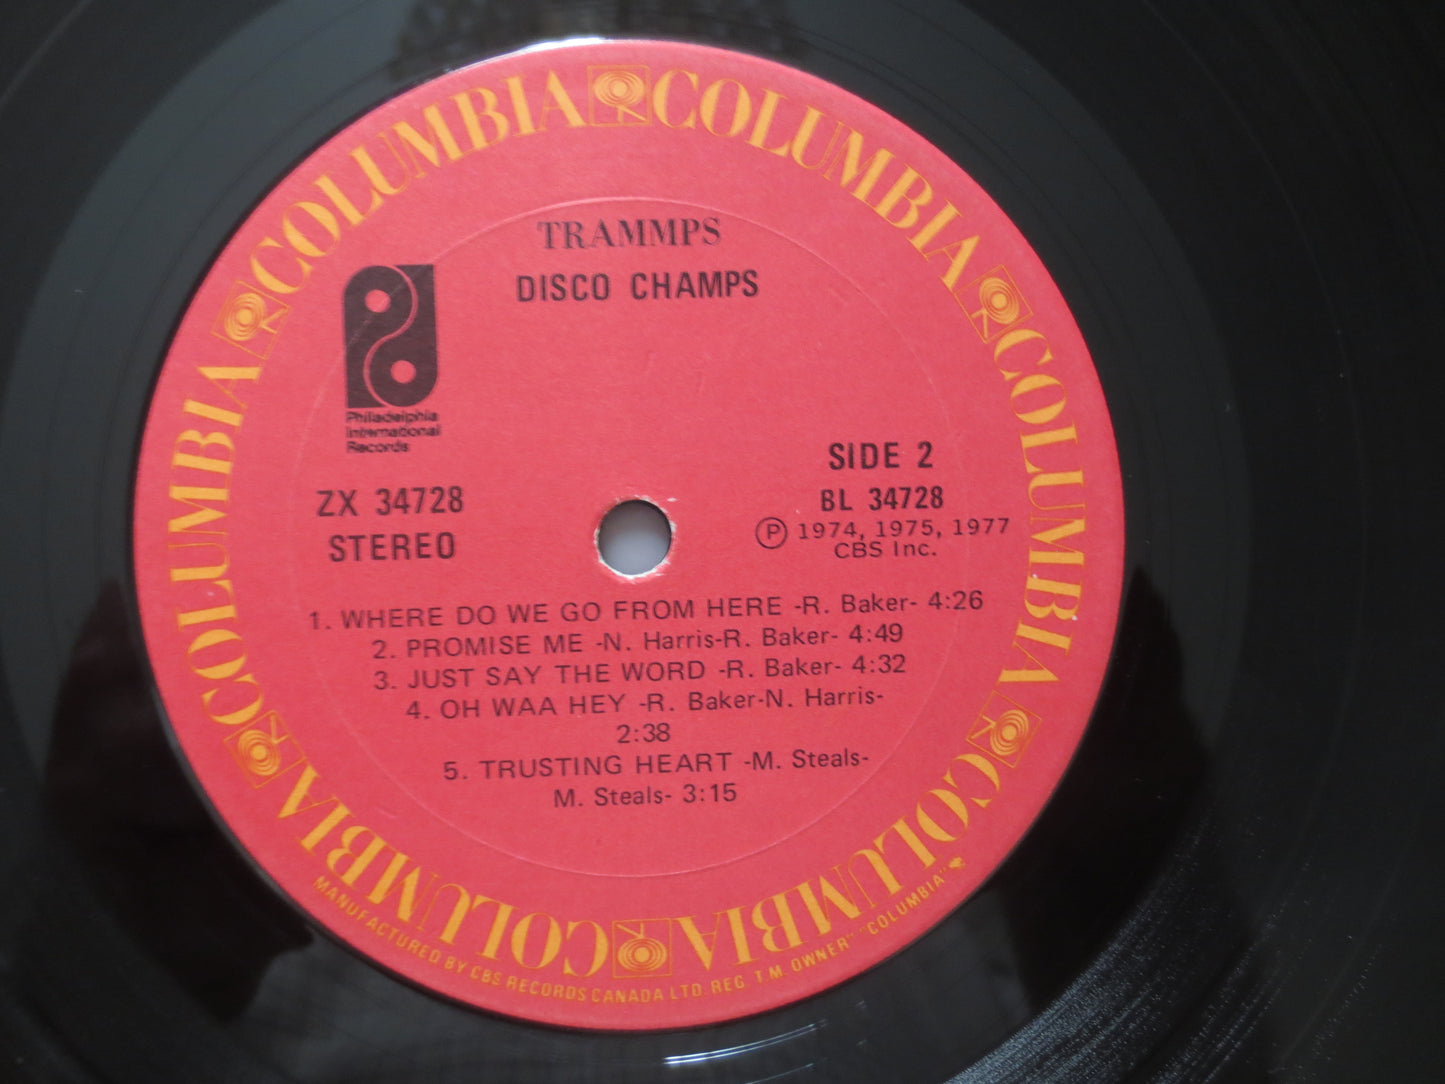 COLUMBIA COLUMBIA COLUMBIA COLUMBIA COLUMBIA COLUMBIA COLUMBIA COLUMBIA
TRAMMPS
DISCO CHAMPS
Philadelphia
International
Records
SIDE 2
ZX 34728
BL 34728
STEREO
Ⓟ 1974, 1975, 1977
CBS Inc.
1. WHERE DO WE GO FROM HERE -R. Baker- 4:26
2. PROMISE ME -N. Harris-R. Baker- 4:49
3. JUST SAY THE WORD -R. Baker- 4:32
4. OH WAA HEY -R. Baker-N. Harris-
2:38
5. TRUSTING HEART -M. Steals-
M. Steals- 3:15
MANUFACTURED BY CBS RECORDS CANADA LTD. REG. T.M. OWNER" "COLUMBIA"